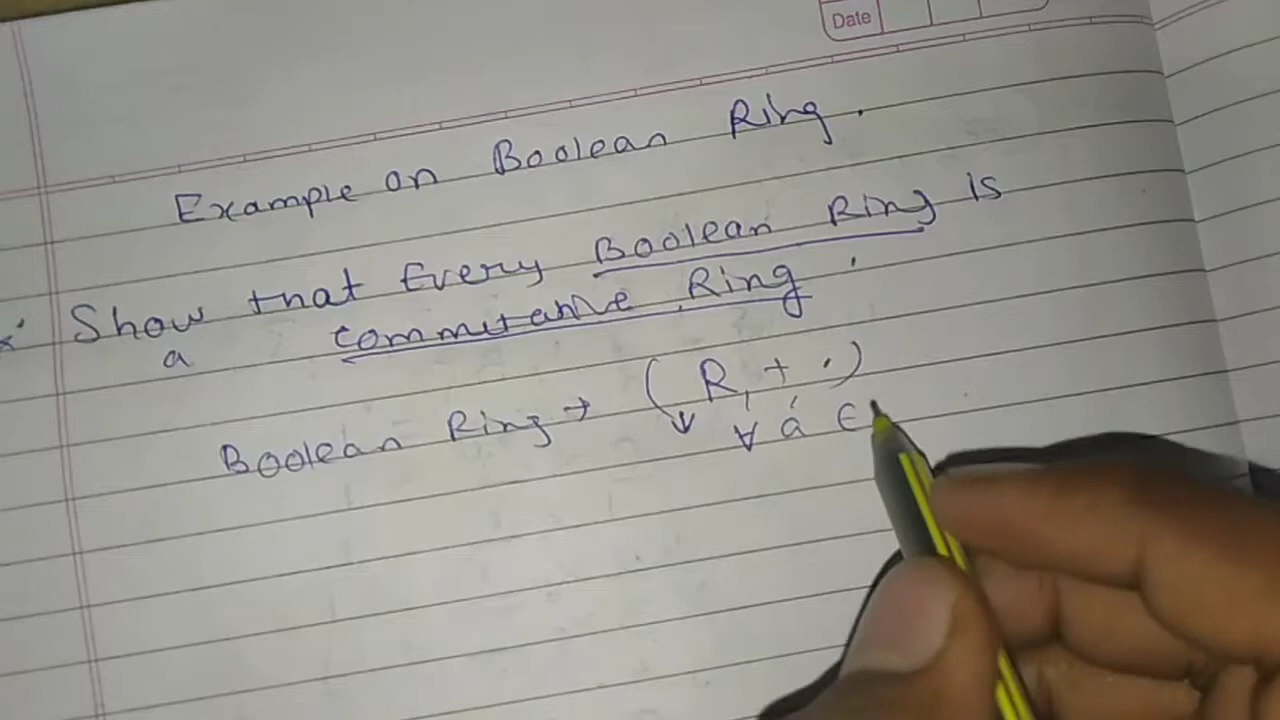 Date
Example on Boolean Ring.
Show that Every Boolean Ring is
a commutative Ring.
Boolean Ring → (R, + ·)
∀ a ∈